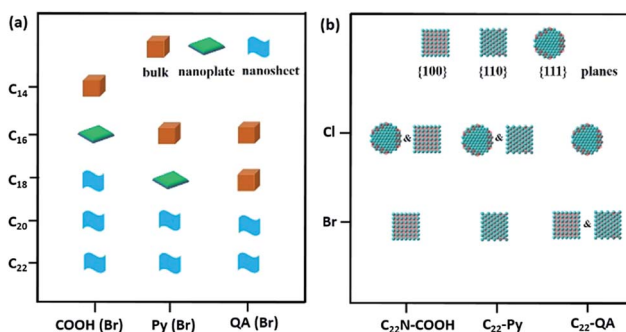 (a)
bulk nanoplate nanosheet
C14
C16
C18
C20
C22
COOH (Br) Py (Br) QA (Br)
(b)
{100} {110} {111} planes
Cl & &
Br &
C22N-COOH C22-Py C22-QA